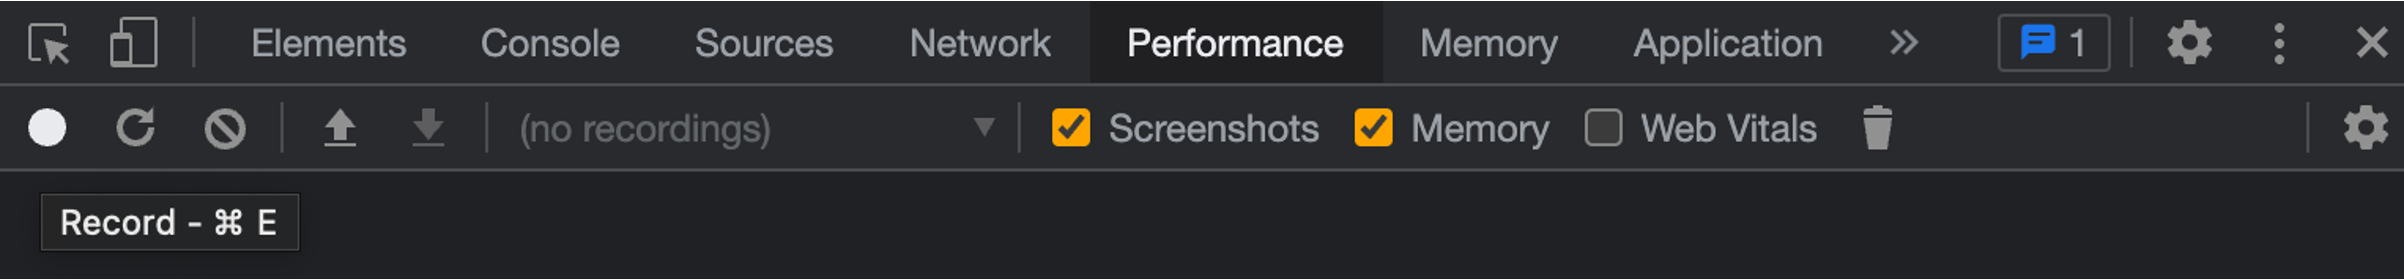 Elements Console Sources Network Performance Memory Application » 1
(no recordings) Screenshots Memory Web Vitals
Record - ⌘ E